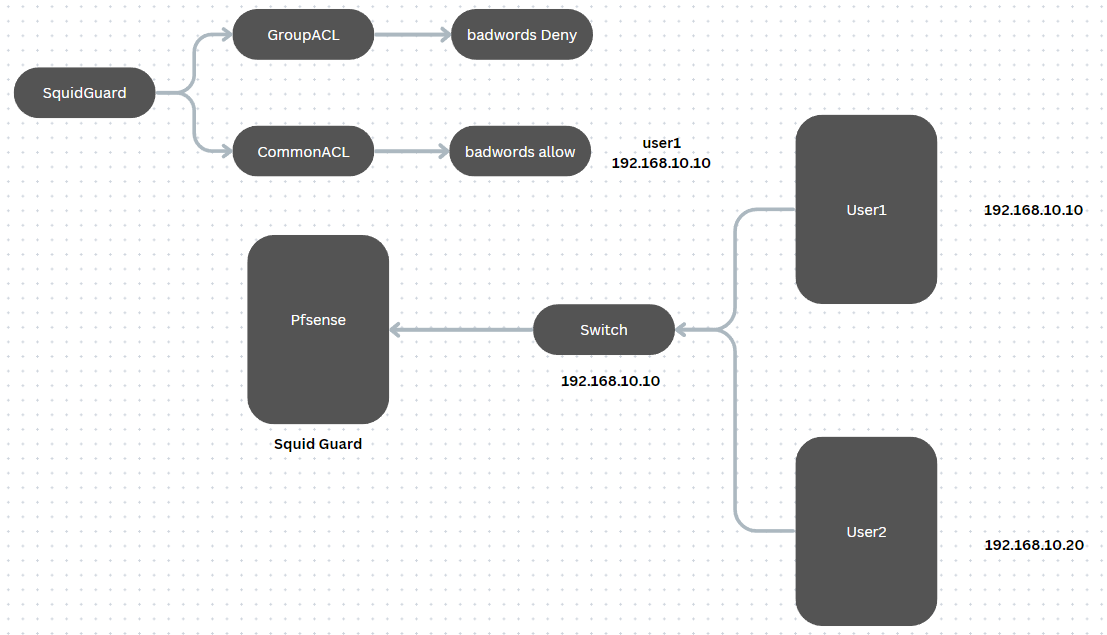 GroupACL
badwords Deny
SquidGuard
CommonACL
badwords allow
user1
192.168.10.10
User1
192.168.10.10
Pfsense
Switch
192.168.10.10
Squid Guard
User2
192.168.10.20